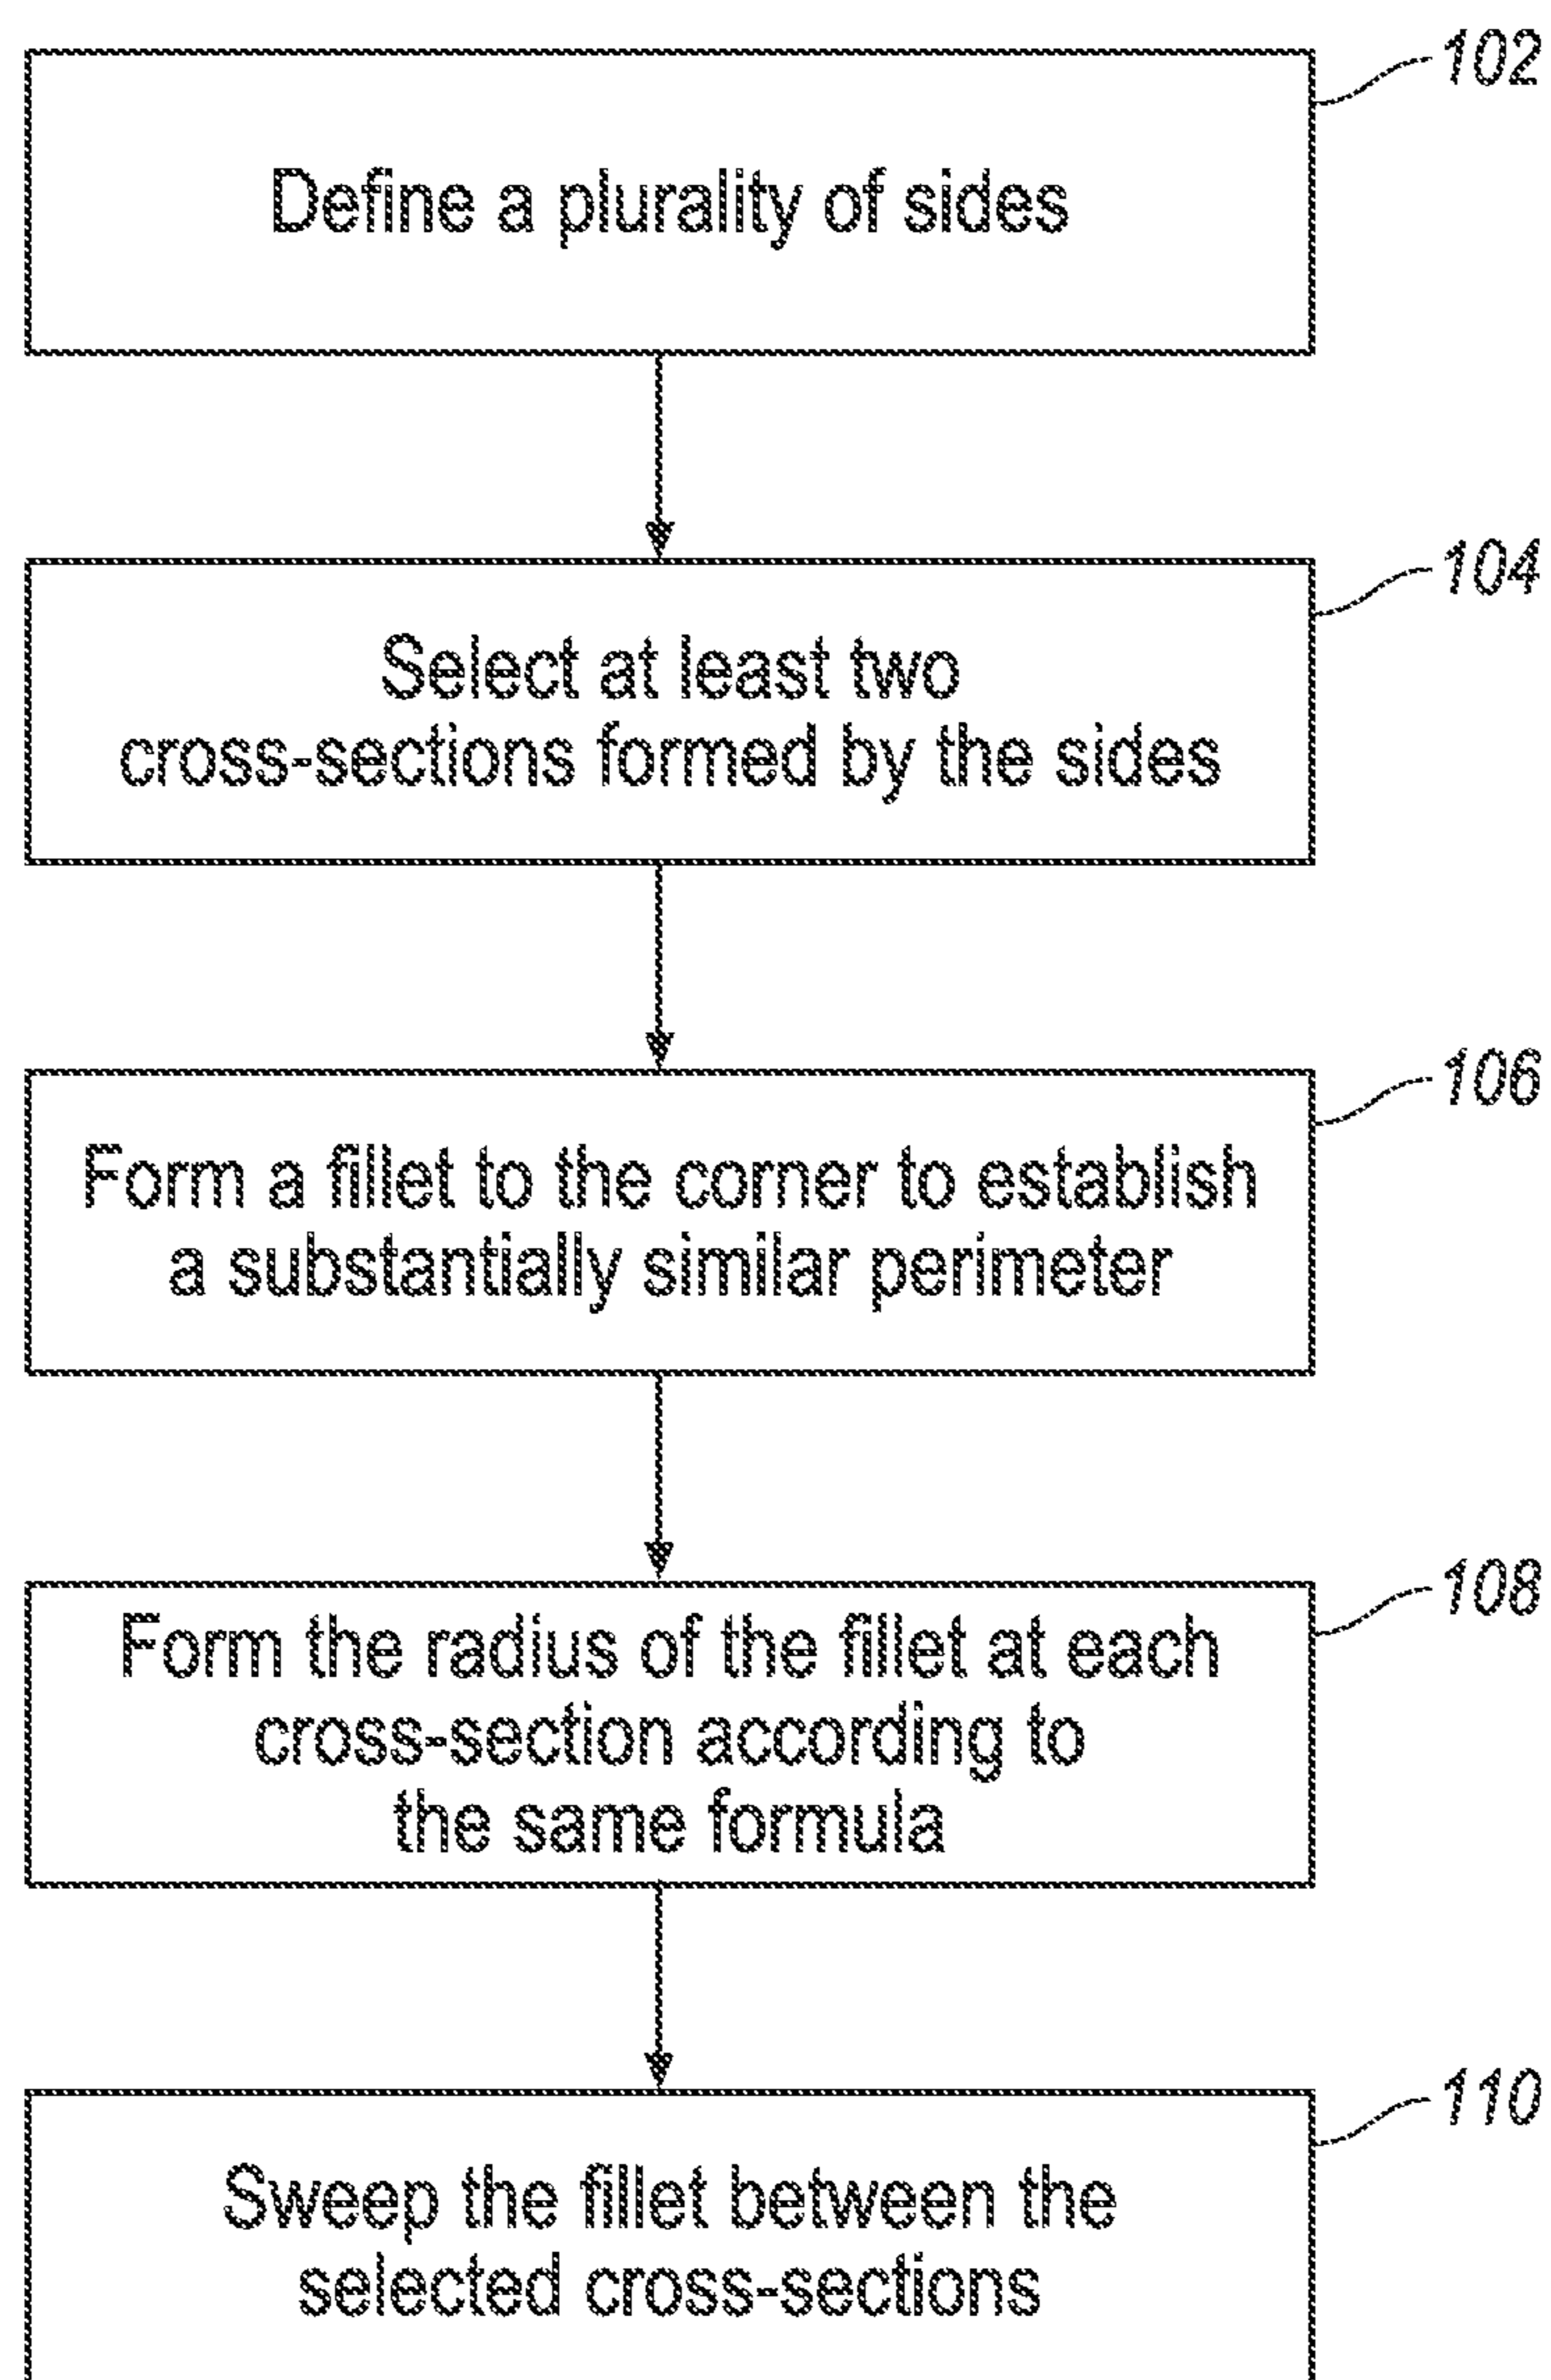 102
Define a plurality of sides
104
Select at least two
cross-sections formed by the sides
106
Form a fillet to the corner to establish
a substantially similar perimeter
108
Form the radius of the fillet at each
cross-section according to
the same formula
110
Sweep the fillet between the
selected cross-sections